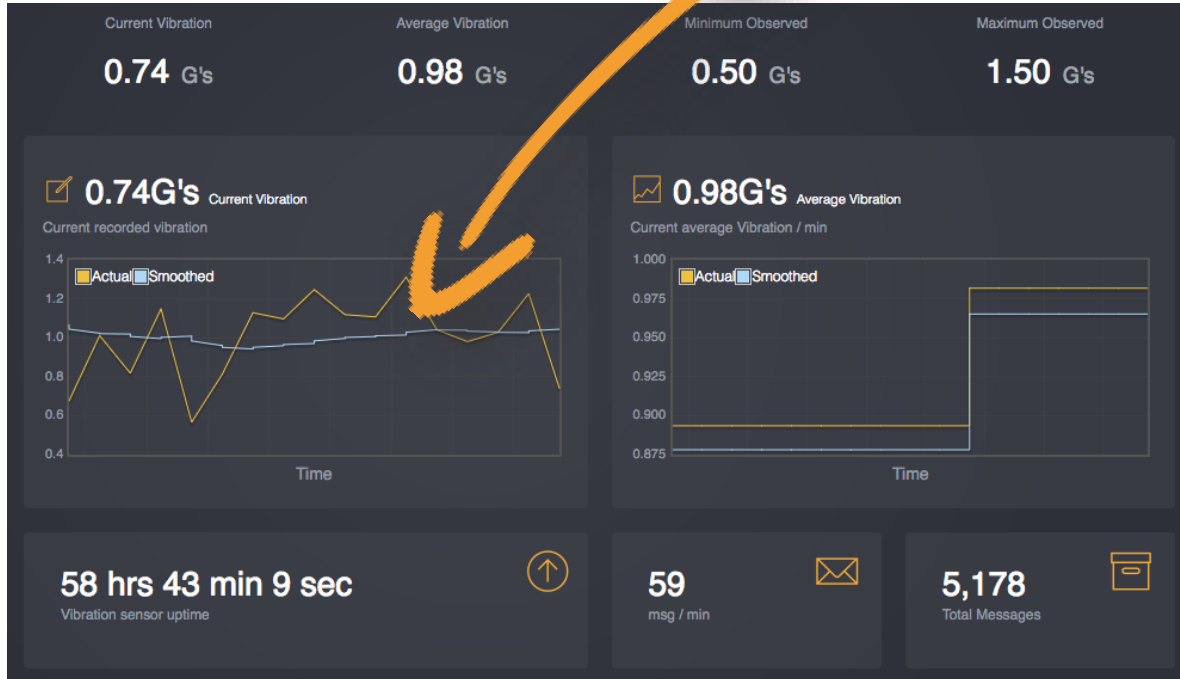 Current Vibration
Average Vibration
Minimum Observed
Maximum Observed
0.74 G's
0.98 G's
0.50 G's
1.50 G's
0.74G's Current Vibration
Current recorded vibration
1.4
Actual Smoothed
1.2
1.0
0.8
0.6
0.4
Time
0.98G's Average Vibration
Current average Vibration / min
1.000
Actual Smoothed
0.975
0.950
0.925
0.900
0.875
Time
58 hrs 43 min 9 sec
Vibration sensor uptime
59
msg / min
5,178
Total Messages